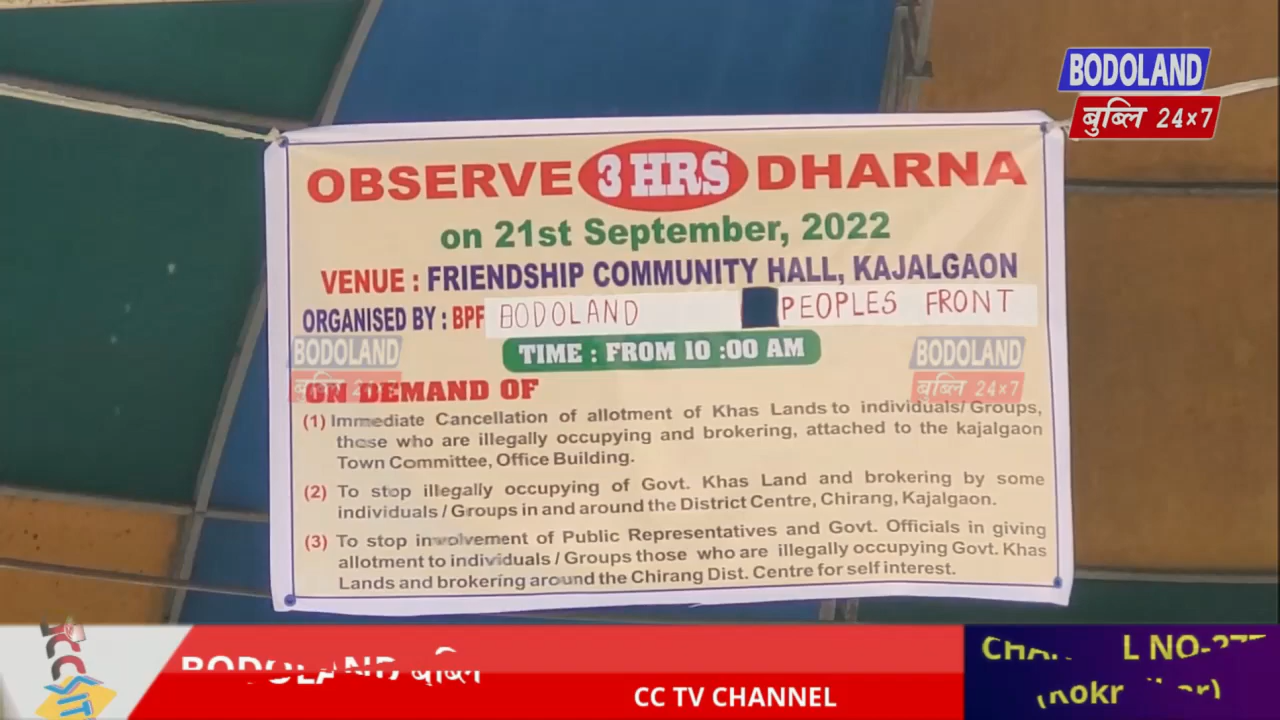 BODOLAND
बुब्लि 24×7
OBSERVE 3 HRS DHARNA
on 21st September, 2022
VENUE : FRIENDSHIP COMMUNITY HALL, KAJALGAON
ORGANISED BY : BPF BODOLAND PEOPLES FRONT
TIME : FROM 10 :00 AM
BODOLAND
बुब्लि 24×7
BODOLAND
बुब्लि 24×7
ON DEMAND OF
(1) Immediate Cancellation of allotment of Khas Lands to individuals/ Groups,
those who are illegally occupying and brokering, attached to the kajalgaon
Town Committee, Office Building.
(2) To stop illegally occupying of Govt. Khas Land and brokering by some
individuals / Groups in and around the District Centre, Chirang, Kajalgaon.
(3) To stop involvement of Public Representatives and Govt. Officials in giving
allotment to individuals / Groups those who are illegally occupying Govt. Khas
Lands and brokering around the Chirang Dist. Centre for self interest.
BODOLAND बुब्लि
CC TV CHANNEL